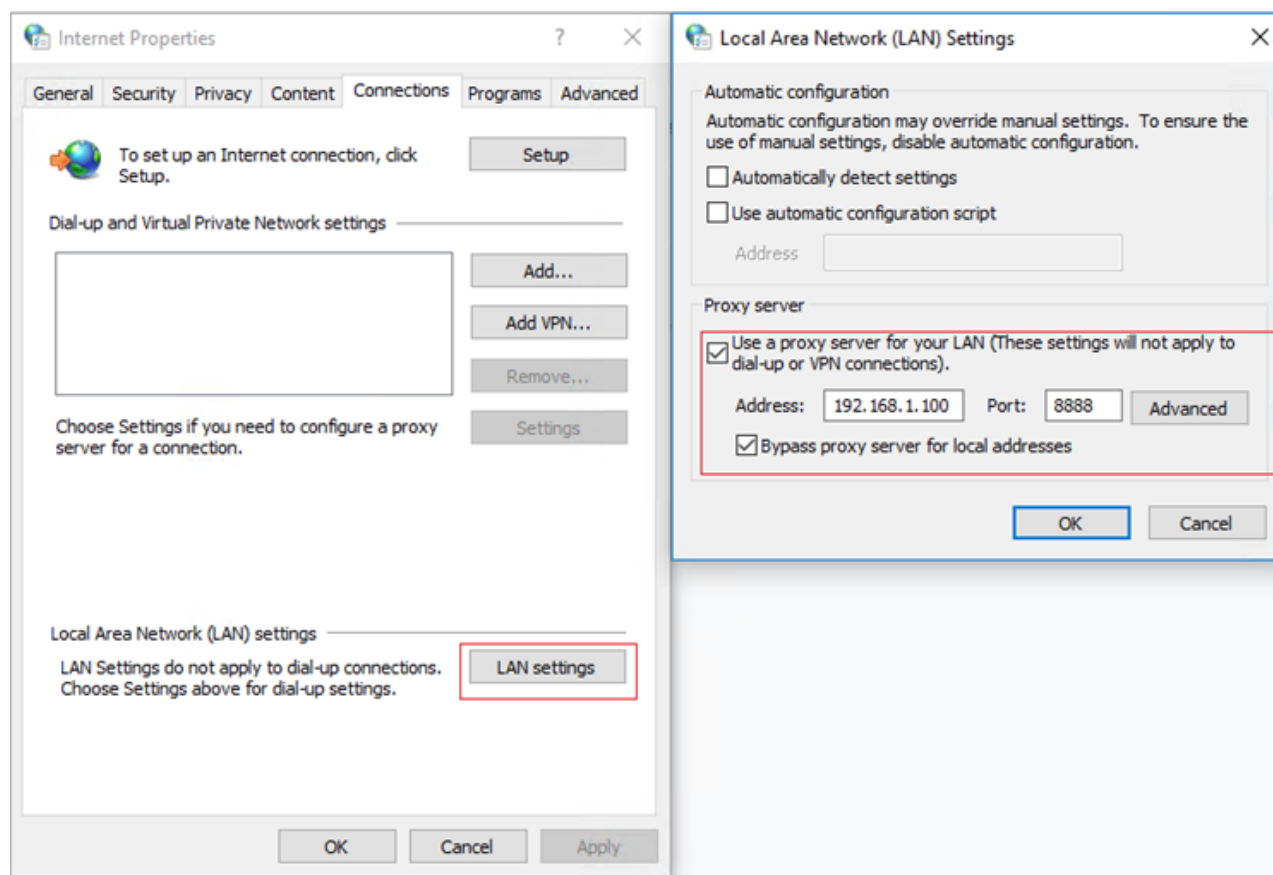 Internet Properties
General Security Privacy Content Connections Programs Advanced
To set up an Internet connection, click
Setup.
Setup
Dial-up and Virtual Private Network settings
Add...
Add VPN...
Remove...
Choose Settings if you need to configure a proxy
server for a connection.
Settings
Local Area Network (LAN) settings
LAN Settings do not apply to dial-up connections.
Choose Settings above for dial-up settings.
LAN settings
OK Cancel Apply
Local Area Network (LAN) Settings
Automatic configuration
Automatic configuration may override manual settings. To ensure the
use of manual settings, disable automatic configuration.
Automatically detect settings
Use automatic configuration script
Address
Proxy server
Use a proxy server for your LAN (These settings will not apply to
dial-up or VPN connections).
Address: 192.168.1.100 Port: 8888 Advanced
Bypass proxy server for local addresses
OK Cancel